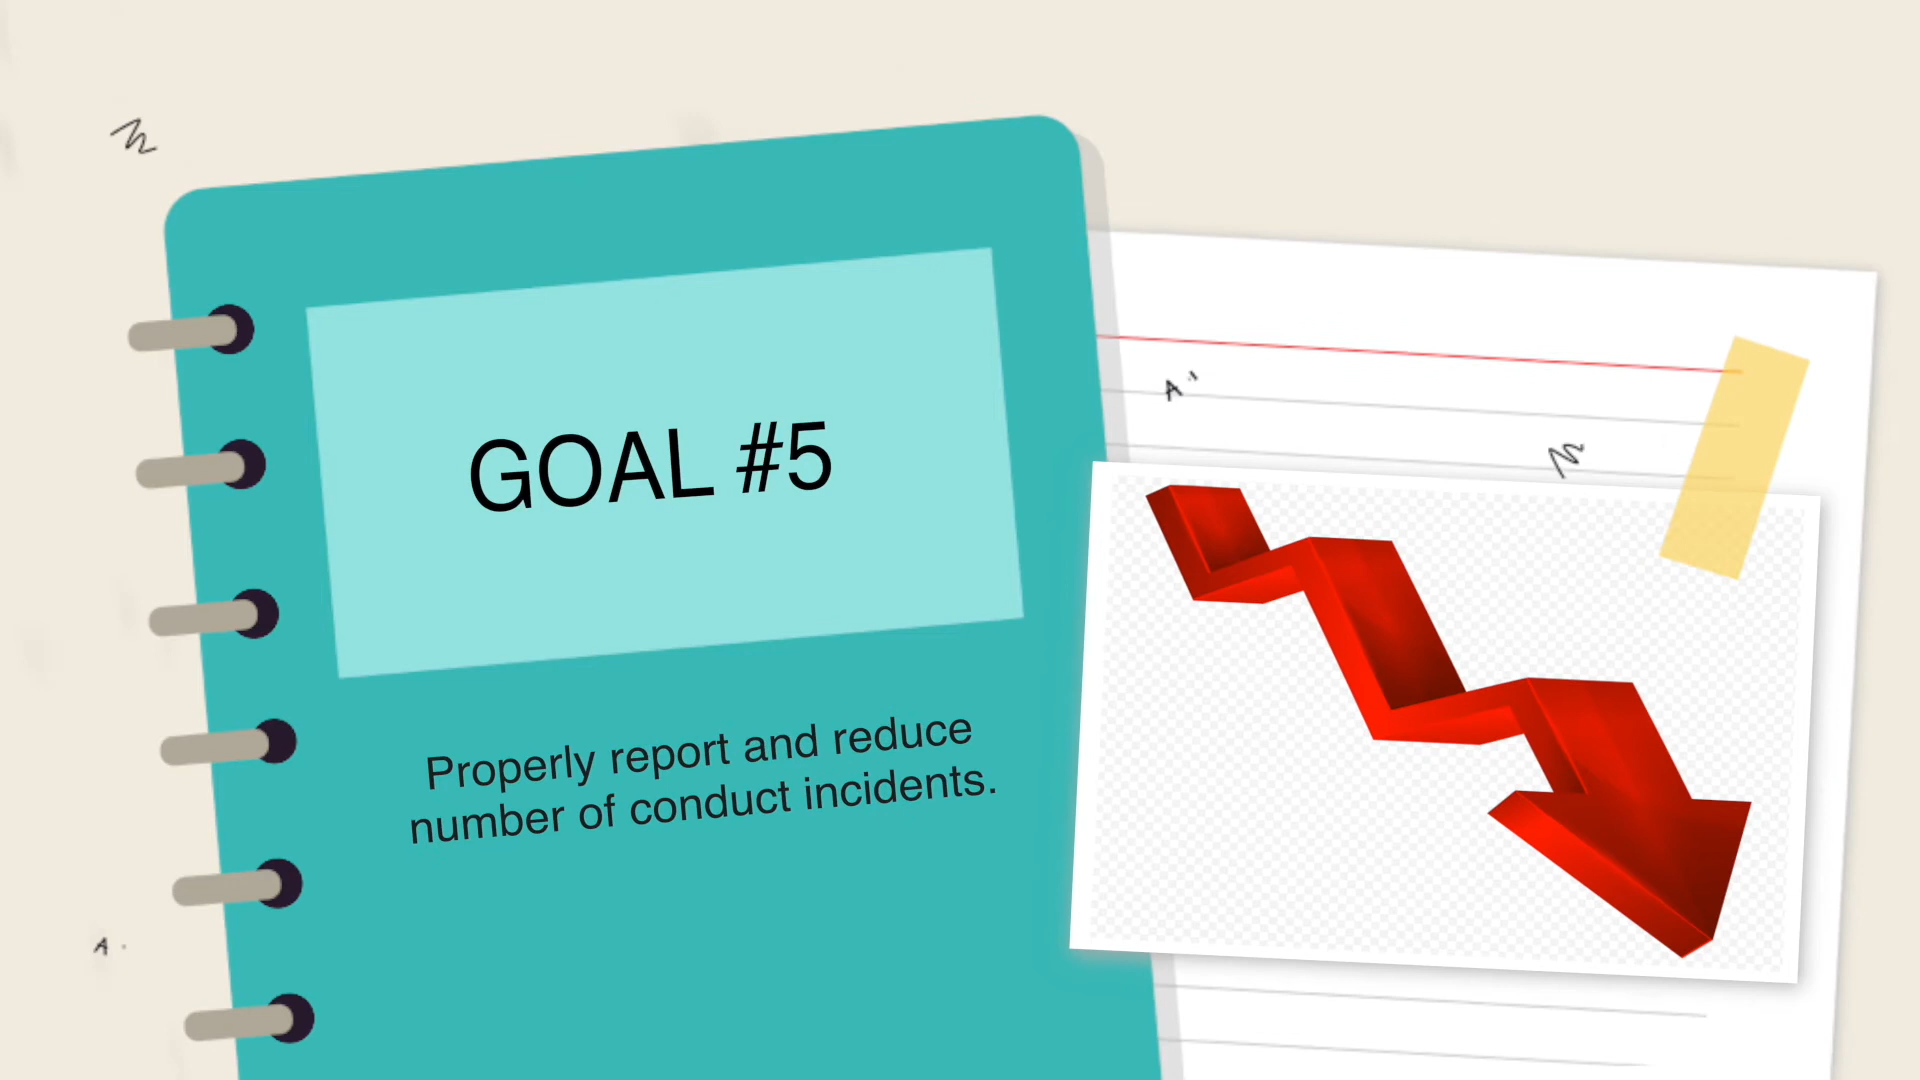 GOAL #5
Properly report and reduce
number of conduct incidents.